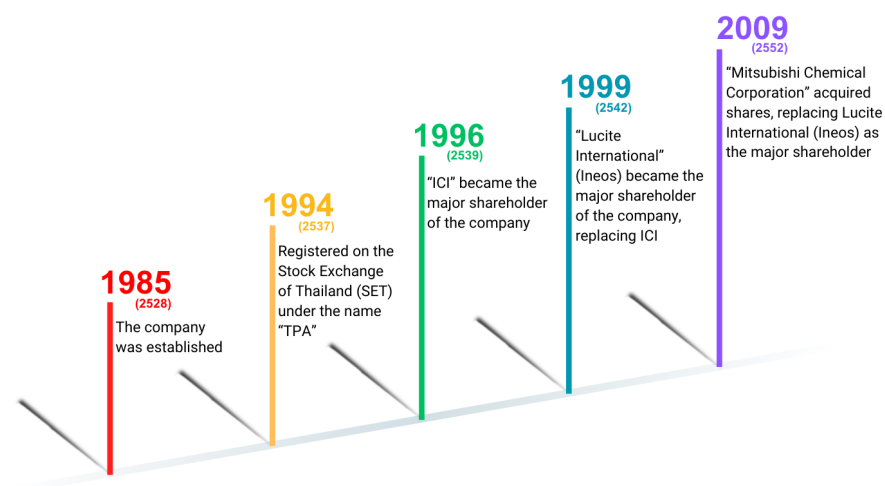 1985
(2528)
The company
was established
1994
(2537)
Registered on the
Stock Exchange
of Thailand (SET)
under the name
“TPA”
1996
(2539)
“ICI” became the
major shareholder
of the company
1999
(2542)
“Lucite
International”
(Ineos) became the
major shareholder
of the company,
replacing ICI
2009
(2552)
“Mitsubishi Chemical
Corporation” acquired
shares, replacing Lucite
International (Ineos) as
the major shareholder